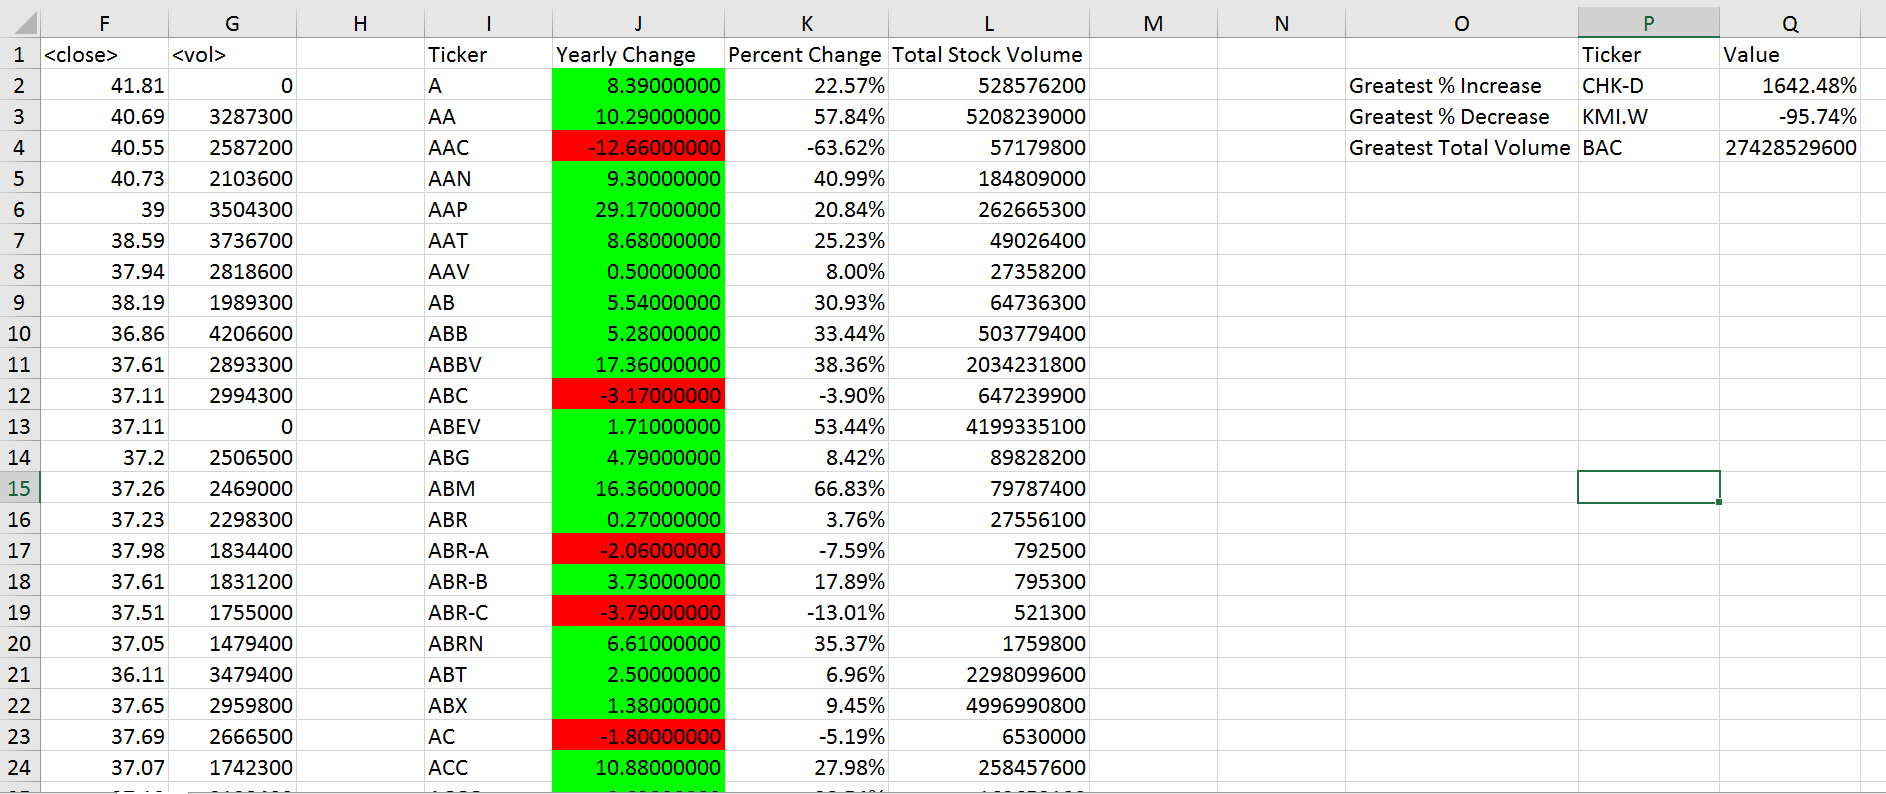 F G H I J K L M N O P Q
1 <close> <vol> Ticker Yearly Change Percent Change Total Stock Volume Ticker Value
2 41.81 0 A 8.39000000 22.57% 528576200 Greatest % Increase CHK-D 1642.48%
3 40.69 3287300 AA 10.29000000 57.84% 5208239000 Greatest % Decrease KMI.W -95.74%
4 40.55 2587200 AAC -12.66000000 -63.62% 57179800 Greatest Total Volume BAC 27428529600
5 40.73 2103600 AAN 9.30000000 40.99% 184809000
6 39 3504300 AAP 29.17000000 20.84% 262665300
7 38.59 3736700 AAT 8.68000000 25.23% 49026400
8 37.94 2818600 AAV 0.50000000 8.00% 27358200
9 38.19 1989300 AB 5.54000000 30.93% 64736300
10 36.86 4206600 ABB 5.28000000 33.44% 503779400
11 37.61 2893300 ABBV 17.36000000 38.36% 2034231800
12 37.11 2994300 ABC -3.17000000 -3.90% 647239900
13 37.11 0 ABEV 1.71000000 53.44% 4199335100
14 37.2 2506500 ABG 4.79000000 8.42% 89828200
15 37.26 2469000 ABM 16.36000000 66.83% 79787400
16 37.23 2298300 ABR 0.27000000 3.76% 27556100
17 37.98 1834400 ABR-A -2.06000000 -7.59% 792500
18 37.61 1831200 ABR-B 3.73000000 17.89% 795300
19 37.51 1755000 ABR-C -3.79000000 -13.01% 521300
20 37.05 1479400 ABRN 6.61000000 35.37% 1759800
21 36.11 3479400 ABT 2.50000000 6.96% 2298099600
22 37.65 2959800 ABX 1.38000000 9.45% 4996990800
23 37.69 2666500 AC -1.80000000 -5.19% 6530000
24 37.07 1742300 ACC 10.88000000 27.98% 258457600